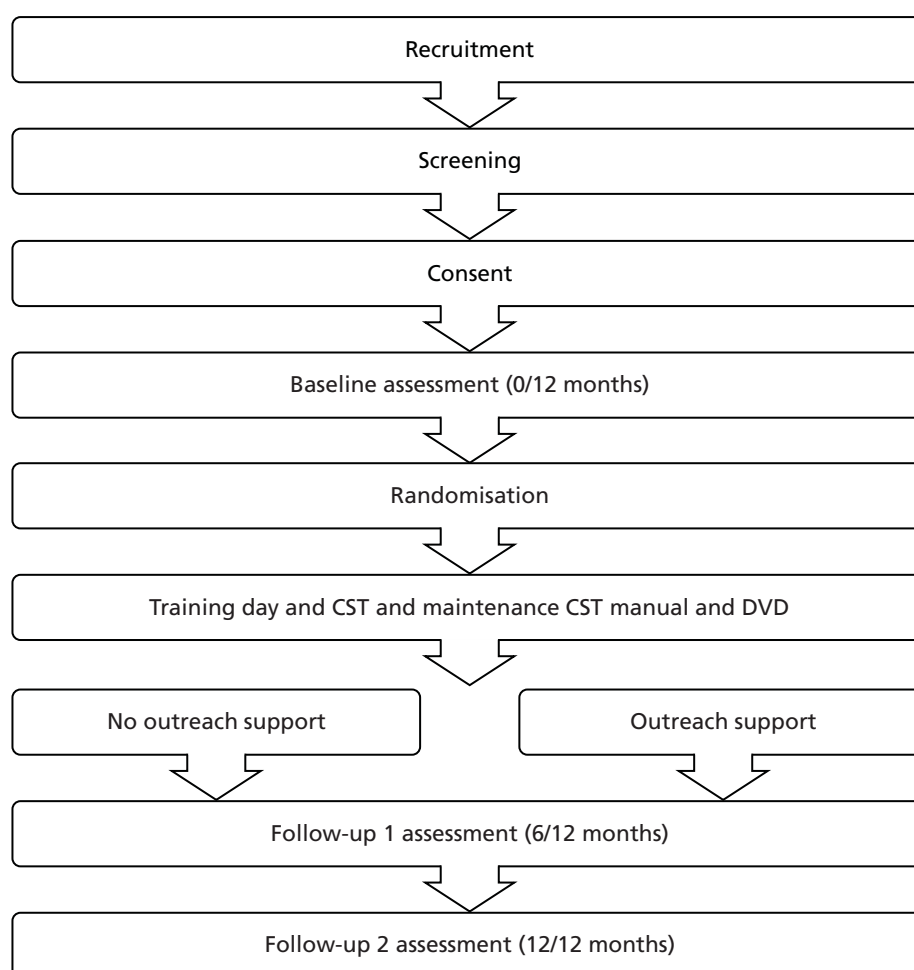 Recruitment
Screening
Consent
Baseline assessment (0/12 months)
Randomisation
Training day and CST and maintenance CST manual and DVD
No outreach support
Outreach support
Follow-up 1 assessment (6/12 months)
Follow-up 2 assessment (12/12 months)